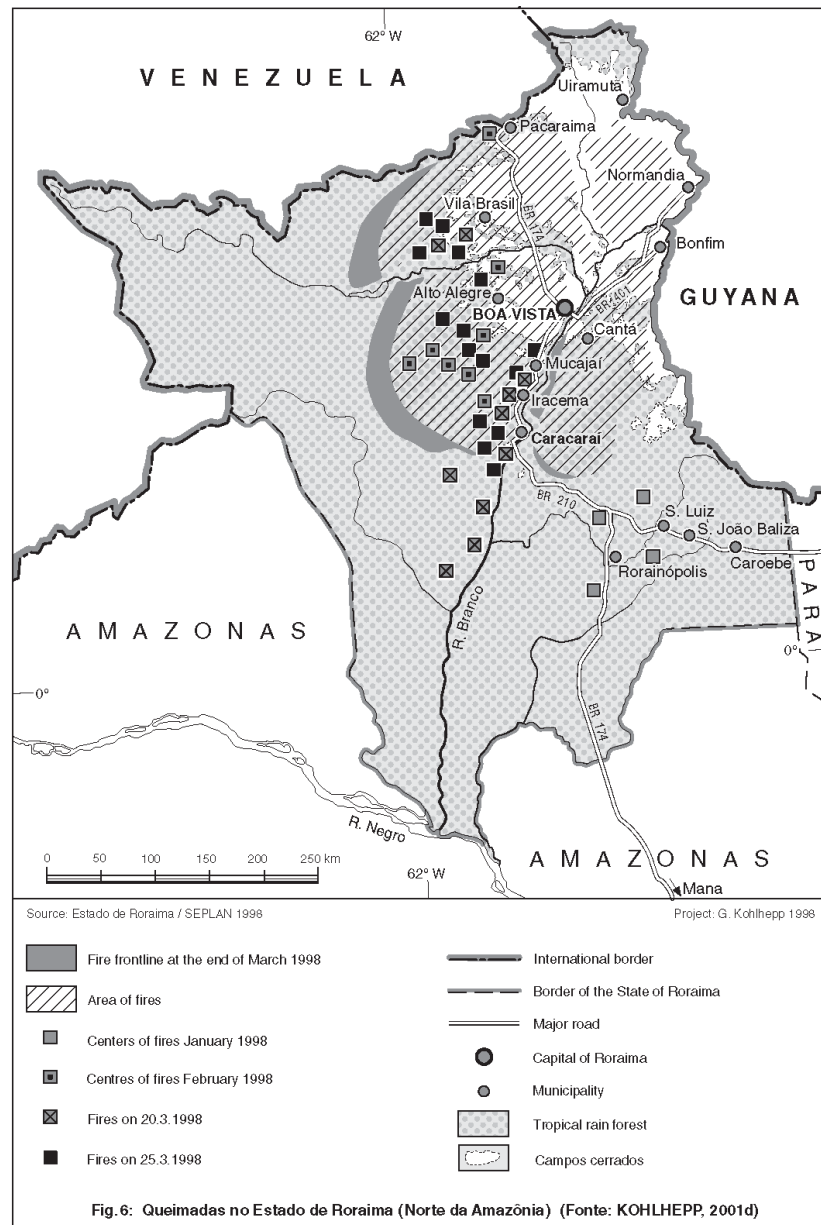 62º W
VENEZUELA
Uiramutã
Pacaraima
Normandia
Vila Brasil
BR 174
Bonfim
Alto Alegre
BOA VISTA
BR 401
GUYANA
Cantá
Mucajaí
Iracema
Caracaraí
BR 210
S. Luiz
S. João Baliza
Caroebe
Rorainópolis
PARÁ
AMAZONAS
R. Branco
0º
0º
BR 174
R. Negro
AMAZONAS
0 50 100 150 200 250 km
62º W
Mana
Source: Estado de Roraima / SEPLAN 1998
Project: G. Kohlhepp 1998
Fire frontline at the end of March 1998
Area of fires
Centers of fires January 1998
Centres of fires February 1998
Fires on 20.3.1998
Fires on 25.3.1998
International border
Border of the State of Roraima
Major road
Capital of Roraima
Municipality
Tropical rain forest
Campos cerrados
Fig. 6: Queimadas no Estado de Roraima (Norte da Amazônia) (Fonte: KOHLHEPP, 2001d)